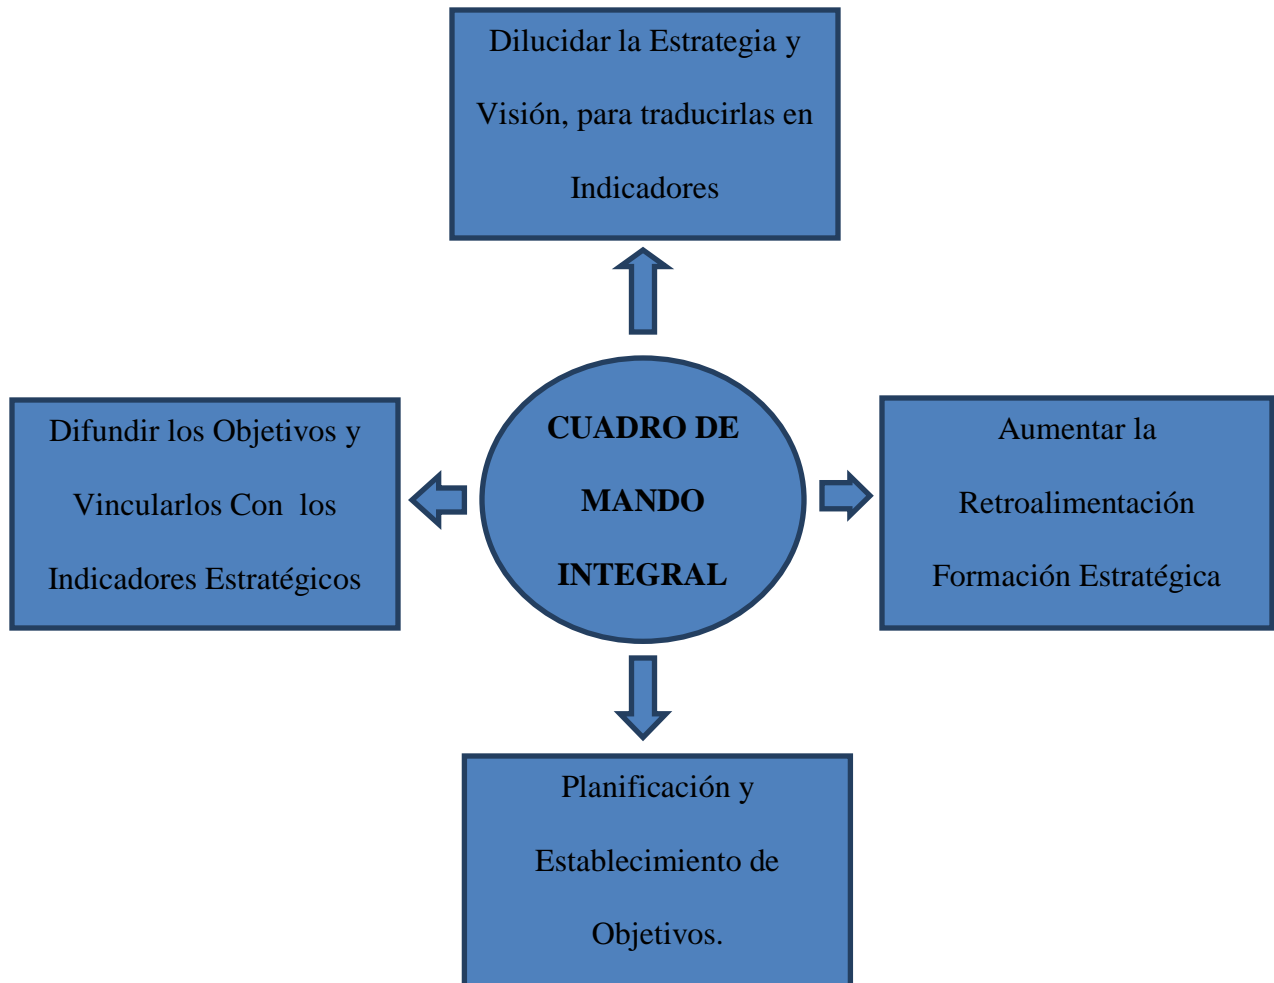 Dilucidar la Estrategia y
Visión, para traducirlas en
Indicadores
Difundir los Objetivos y
Vincularlos Con  los
Indicadores Estratégicos
CUADRO DE
MANDO
INTEGRAL
Aumentar la
Retroalimentación
Formación Estratégica
Planificación y
Establecimiento de
Objetivos.